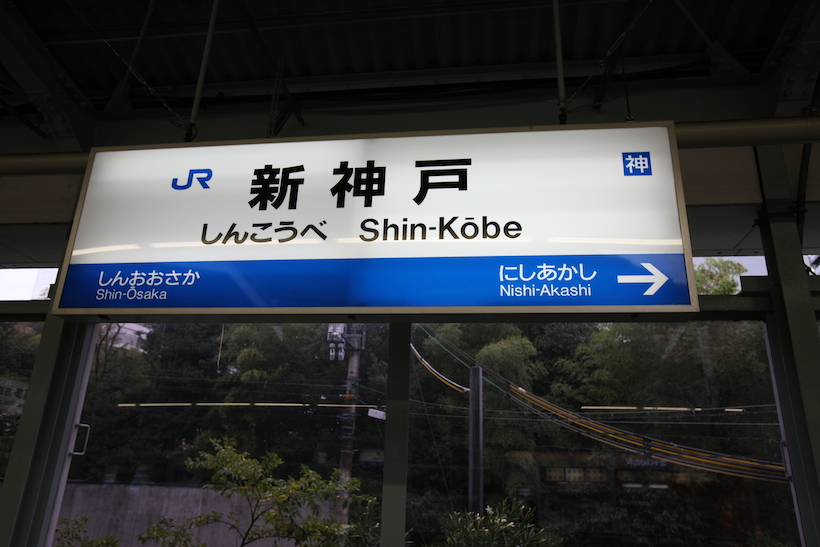 JR 新神戸 神
しんこうべ Shin-Kōbe
しんおおさか にしあかし →
Shin-Ōsaka Nishi-Akashi